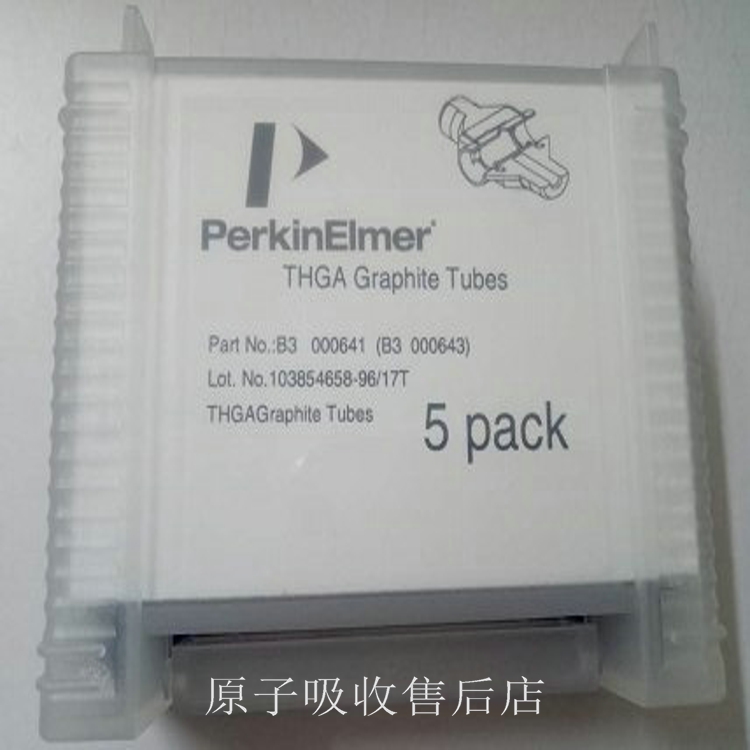 PerkinElmer
THGA Graphite Tubes
Part No.:B3 000641 (B3 000643)
Lot. No.103854658-96/17T
THGAGraphite Tubes
5 pack
原子吸收售后店